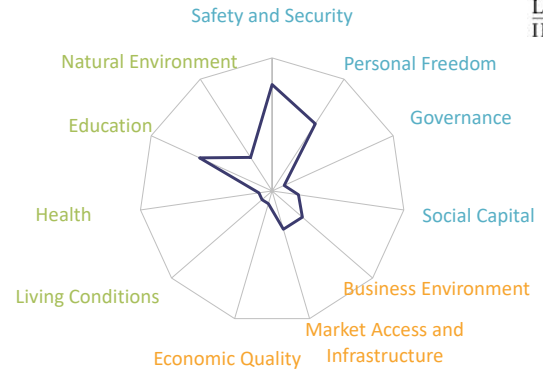 Safety and Security
Natural Environment
Personal Freedom
Education
Governance
Health
Social Capital
Living Conditions
Business Environment
Market Access and
Infrastructure
Economic Quality